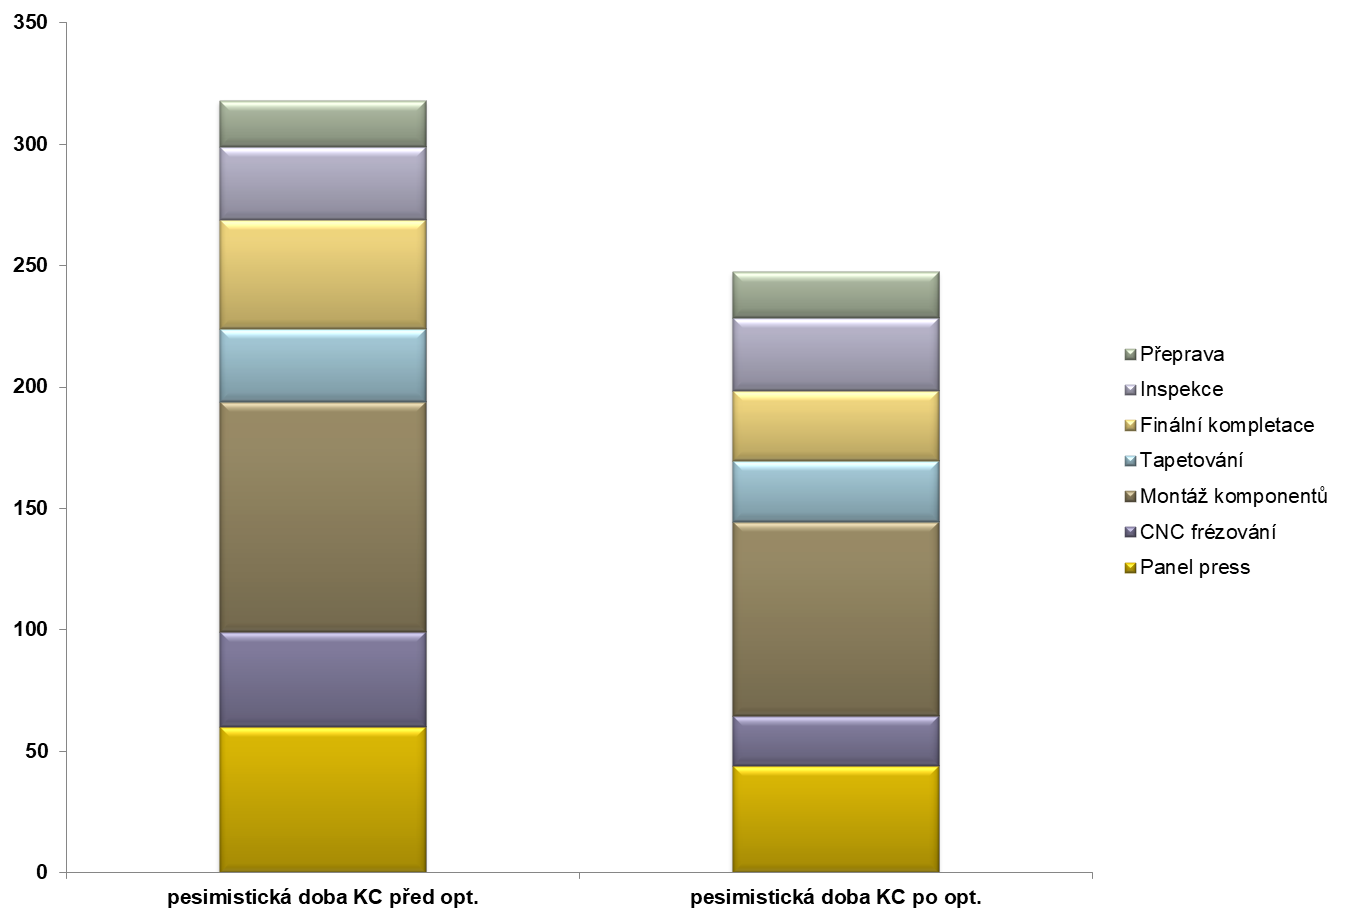 350
300
250
200
150
100
50
0
pesimistická doba KC před opt.
pesimistická doba KC po opt.
Přeprava
Inspekce
Finální kompletace
Tapetování
Montáž komponentů
CNC frézování
Panel press